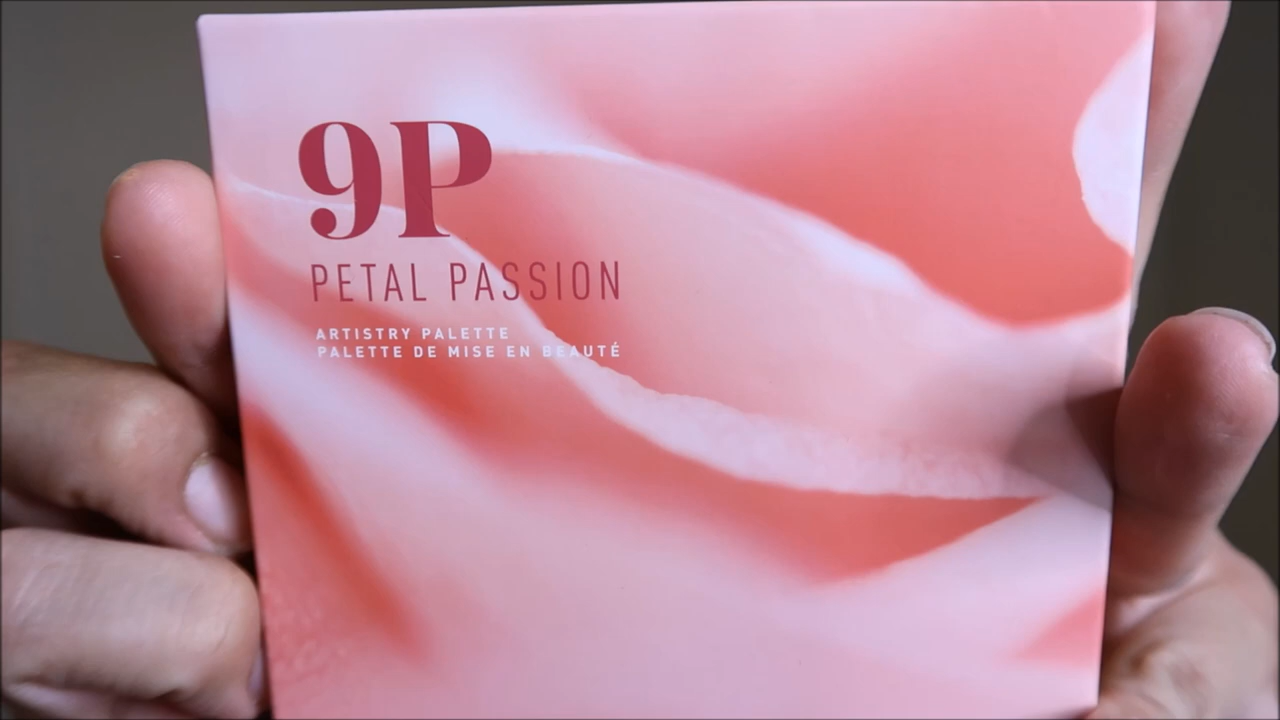 9P
PETAL PASSION
ARTISTRY PALETTE
PALETTE DE MISE EN BEAUTÉ